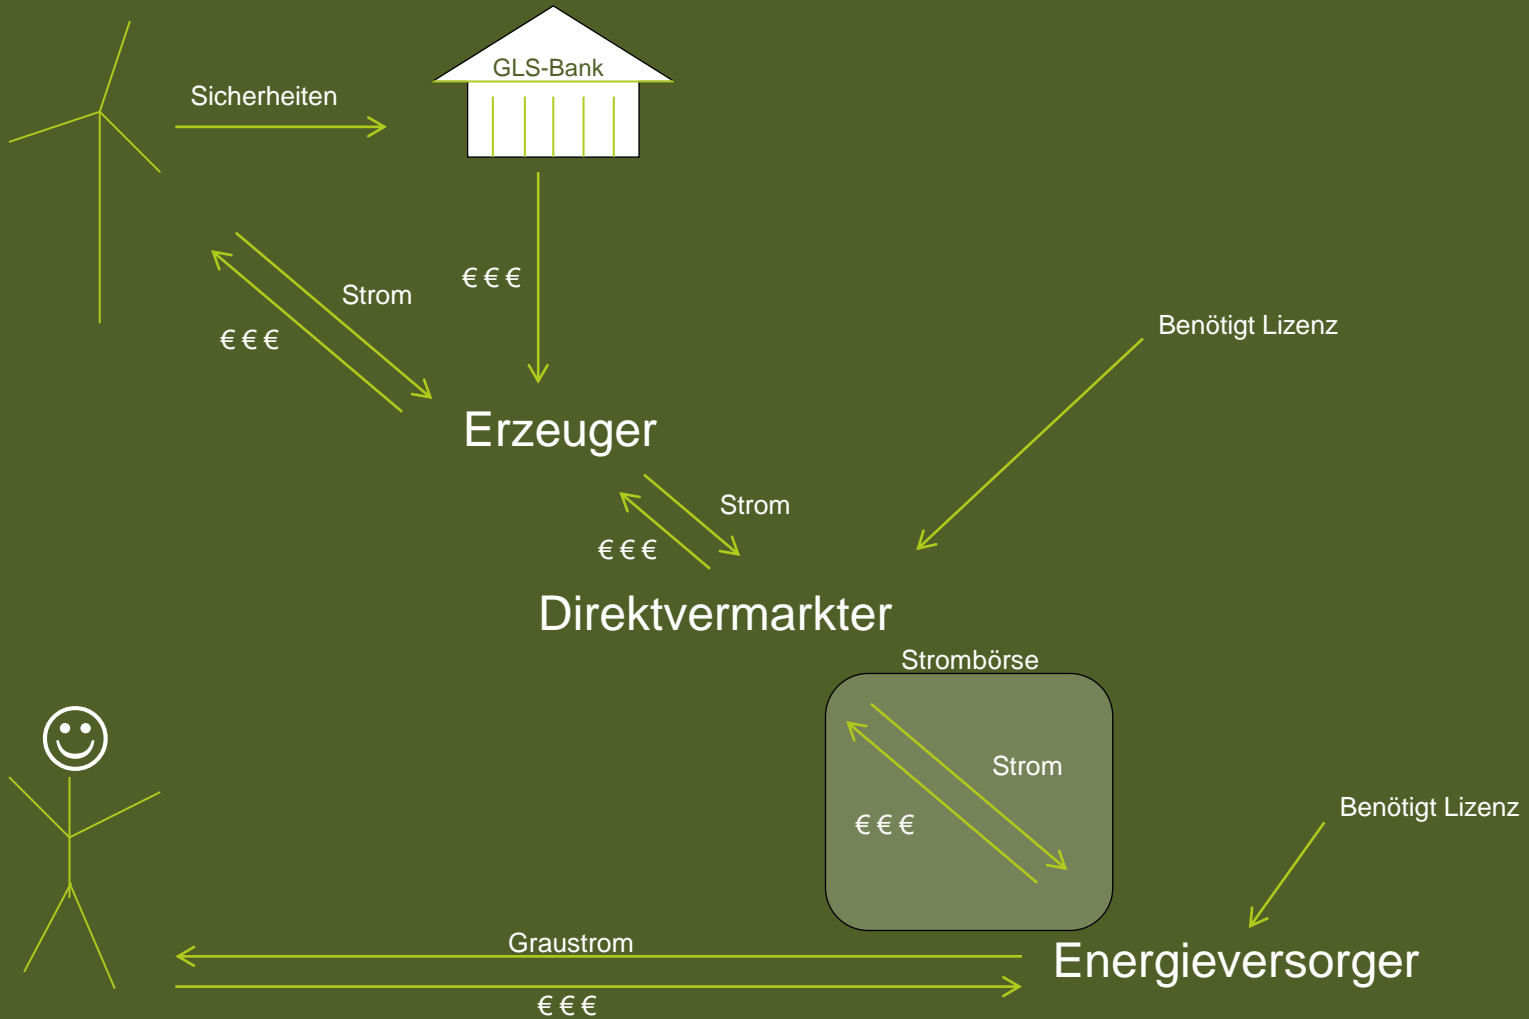 GLS-Bank
Sicherheiten
€ € €
Strom
€ € €
Benötigt Lizenz
Erzeuger
Strom
€ € €
Direktvermarkter
Strombörse
Strom
€ € €
Benötigt Lizenz
Graustrom
Energieversorger
€ € €